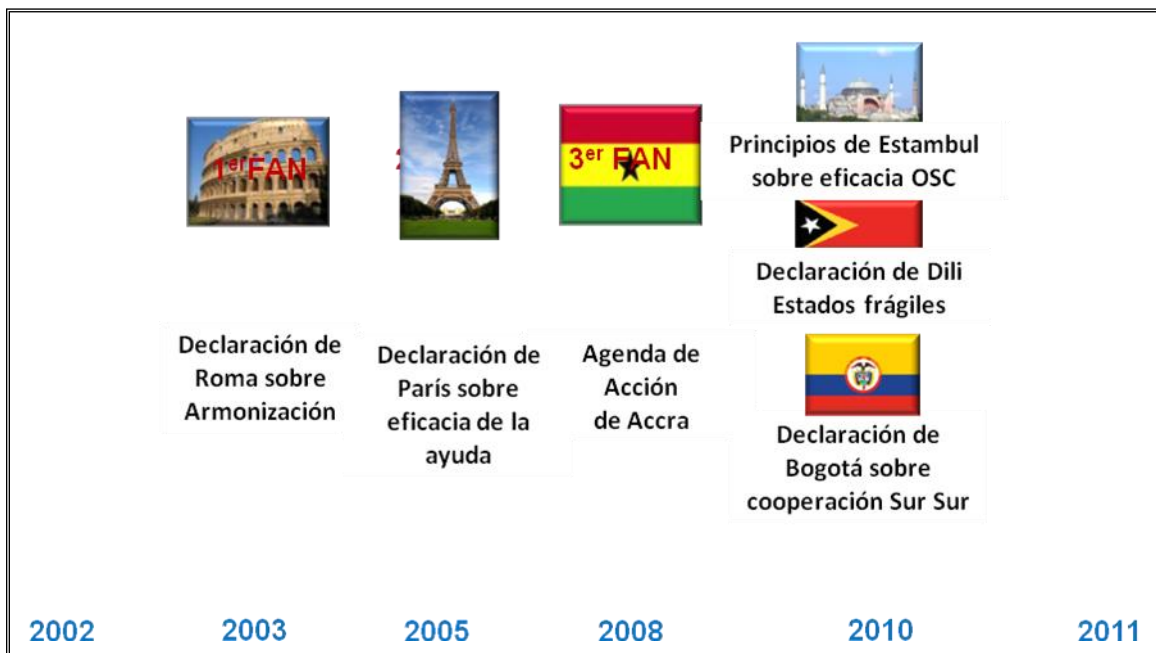 1er FAN
2
3er FAN
Principios de Estambul
sobre eficacia OSC
Declaración de Dili
Estados frágiles
Declaración de
Roma sobre
Armonización
Declaración de
París sobre
eficacia de la
ayuda
Agenda de
Acción
de Accra
Declaración de
Bogotá sobre
cooperación Sur Sur
2002
2003
2005
2008
2010
2011